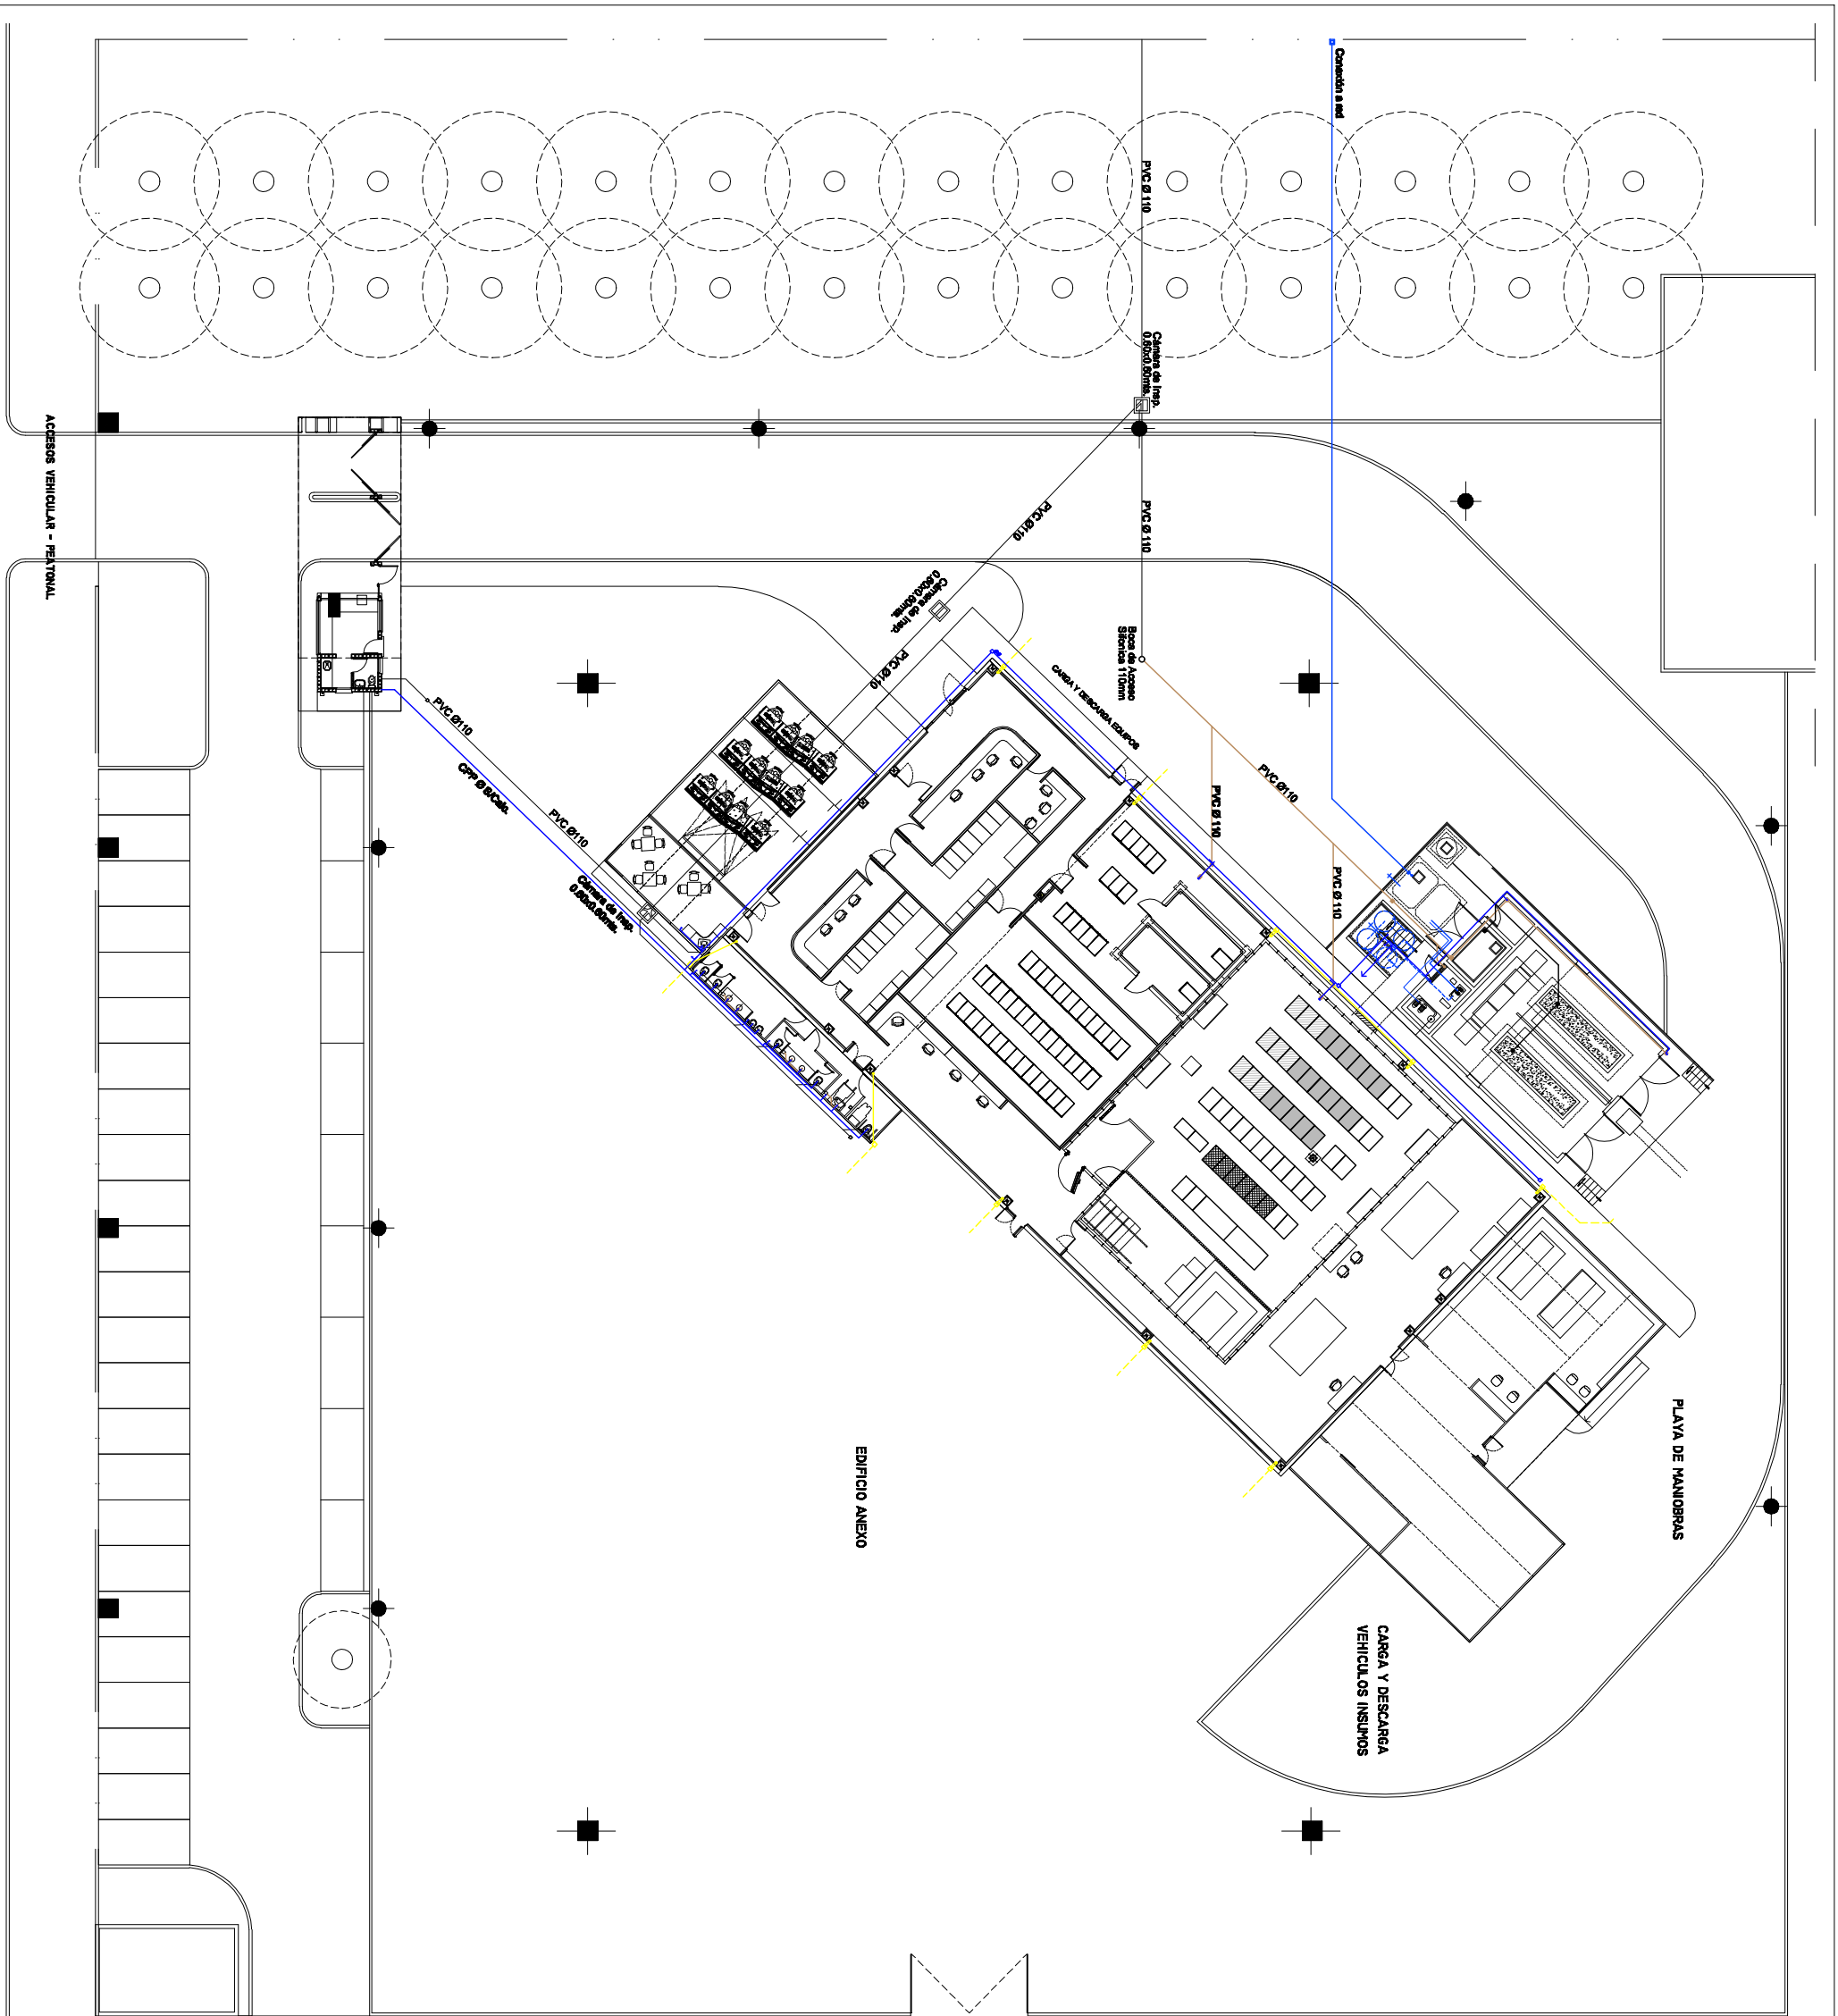 Conexión a red
PVC Ø 110
Cámara de Insp.
0.60x0.60mts.
ACCESOS VEHICULAR - PEATONAL
PVC Ø110
PVC Ø 110
Cámara de Insp.
0.60x0.60mts.
Boca de Acceso
Sifonica 110mm
PVC Ø110
CARGA Y DESCARGA EQUIPOS
PVC Ø110
PVC Ø110
CPP Ø S/Calc.
PVC Ø110
PVC Ø 110
PVC Ø 110
Cámara de Insp.
0.60x0.60mts.
PLAYA DE MANIOBRAS
EDIFICIO ANEXO
CARGA Y DESCARGA
VEHICULOS INSUMOS